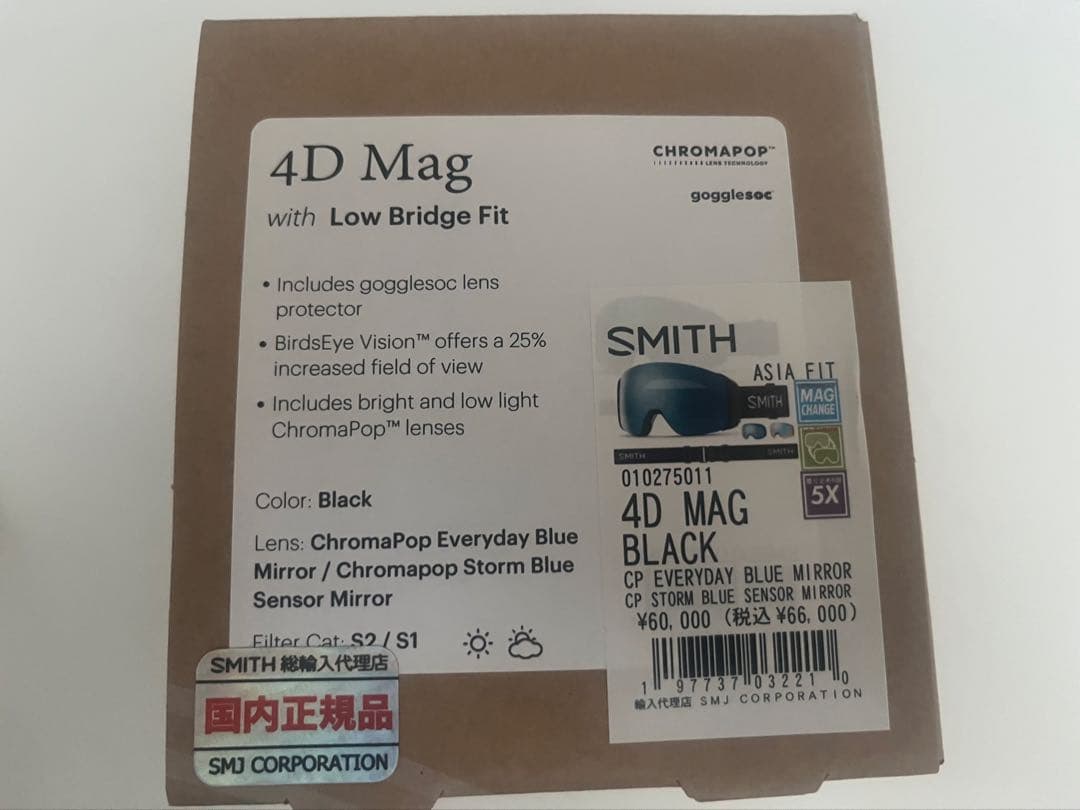 4D Mag
with Low Bridge Fit
CHROMAPOP™
LENS TECHNOLOGY
gogglesoc
• Includes gogglesoc lens
protector
• BirdsEye Vision™ offers a 25%
increased field of view
• Includes bright and low light
ChromaPop™ lenses
Color: Black
Lens: ChromaPop Everyday Blue
Mirror / Chromapop Storm Blue
Sensor Mirror
Filter Cat: S2 / S1
SMITH
ASIA FIT
SMITH
MAG
CHANGE
SMITH
SMITH
5X
010275011
4D MAG
BLACK
CP EVERYDAY BLUE MIRROR
CP STORM BLUE SENSOR MIRROR
¥60,000 (税込 ¥66,000)
1 97737 03221 0
輸入代理店 SMJ CORPORATION
SMITH 総輸入代理店
国内正規品
SMJ CORPORATION